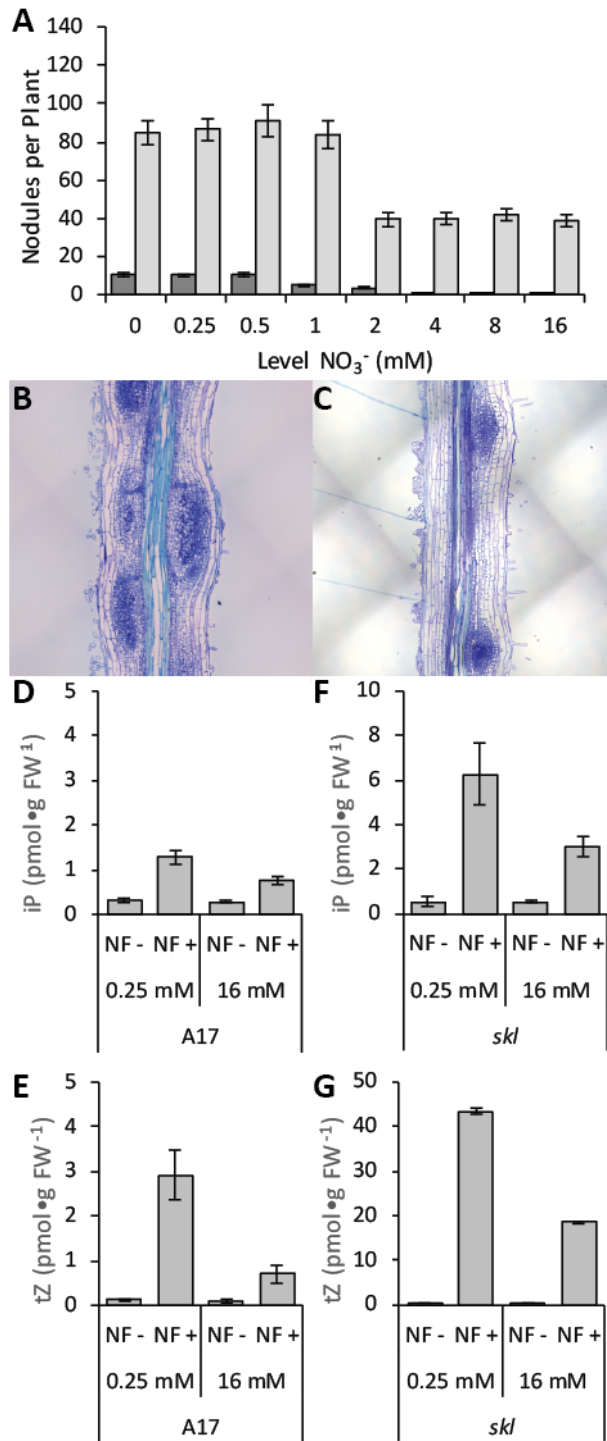 A
Nodules per Plant
140
120
100
80
60
40
20
0
0 0.25 0.5 1 2 4 8 16
Level NO₃⁻ (mM)
B C
D F
iP (pmol•g FW¹)
5
4
3
2
1
0
NF - NF + NF - NF +
0.25 mM 16 mM
A17
iP (pmol•g FW¹)
10
8
6
4
2
0
NF - NF + NF - NF +
0.25 mM 16 mM
skl
E G
tZ (pmol•g FW⁻¹)
5
4
3
2
1
0
NF - NF + NF - NF +
0.25 mM 16 mM
A17
tZ (pmol•g FW⁻¹)
50
40
30
20
10
0
NF - NF + NF - NF +
0.25 mM 16 mM
skl